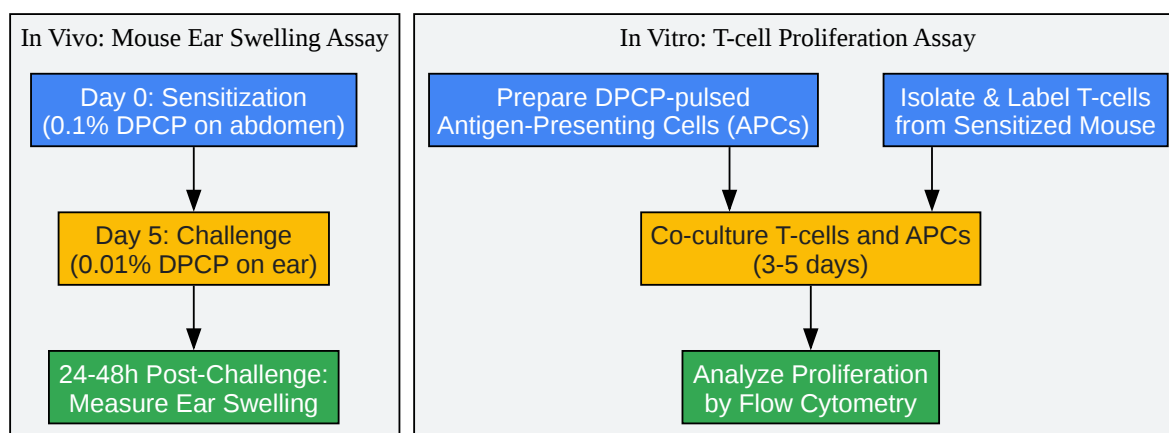 In Vivo: Mouse Ear Swelling Assay
Day 0: Sensitization
(0.1% DPCP on abdomen)
Day 5: Challenge
(0.01% DPCP on ear)
24-48h Post-Challenge:
Measure Ear Swelling
In Vitro: T-cell Proliferation Assay
Prepare DPCP-pulsed
Antigen-Presenting Cells (APCs)
Isolate & Label T-cells
from Sensitized Mouse
Co-culture T-cells and APCs
(3-5 days)
Analyze Proliferation
by Flow Cytometry